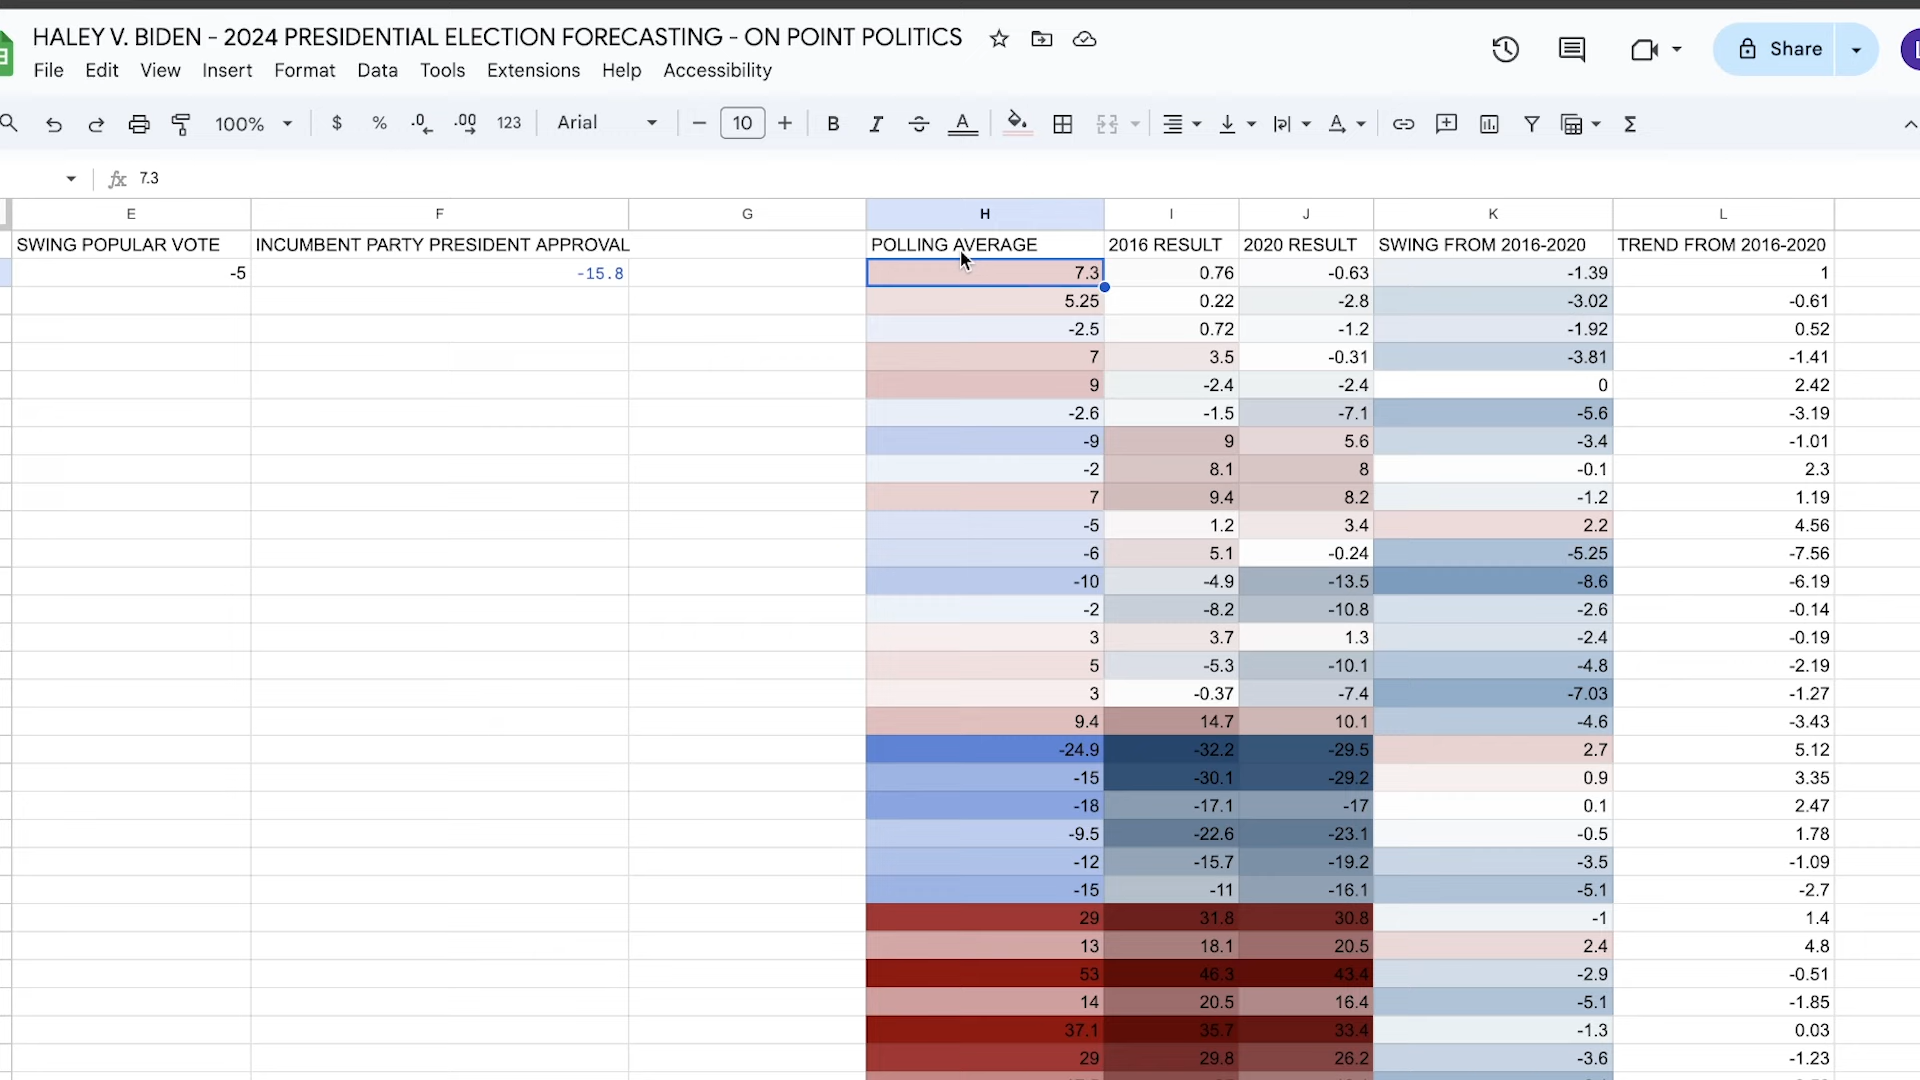 HALEY V. BIDEN - 2024 PRESIDENTIAL ELECTION FORECASTING - ON POINT POLITICS
File Edit View Insert Format Data Tools Extensions Help Accessibility
Share
100% $ % .0 .00 123 Arial 10 B I A
fx 7.3
E F G H I J K L
SWING POPULAR VOTE INCUMBENT PARTY PRESIDENT APPROVAL POLLING AVERAGE 2016 RESULT 2020 RESULT SWING FROM 2016-2020 TREND FROM 2016-2020
-5 -15.8 7.3 0.76 -0.63 -1.39 1
5.25 0.22 -2.8 -3.02 -0.61
-2.5 0.72 -1.2 -1.92 0.52
7 3.5 -0.31 -3.81 -1.41
9 -2.4 -2.4 0 2.42
-2.6 -1.5 -7.1 -5.6 -3.19
-9 9 5.6 -3.4 -1.01
-2 8.1 8 -0.1 2.3
7 9.4 8.2 -1.2 1.19
-5 1.2 3.4 2.2 4.56
-6 5.1 -0.24 -5.25 -7.56
-10 -4.9 -13.5 -8.6 -6.19
-2 -8.2 -10.8 -2.6 -0.14
3 3.7 1.3 -2.4 -0.19
5 -5.3 -10.1 -4.8 -2.19
3 -0.37 -7.4 -7.03 -1.27
9.4 14.7 10.1 -4.6 -3.43
-24.9 -32.2 -29.5 2.7 5.12
-15 -30.1 -29.2 0.9 3.35
-18 -17.1 -17 0.1 2.47
-9.5 -22.6 -23.1 -0.5 1.78
-12 -15.7 -19.2 -3.5 -1.09
-15 -11 -16.1 -5.1 -2.7
29 31.8 30.8 -1 1.4
13 18.1 20.5 2.4 4.8
53 46.3 43.4 -2.9 -0.51
14 20.5 16.4 -5.1 -1.85
37.1 35.7 33.4 -1.3 0.03
29 29.8 26.2 -3.6 -1.23